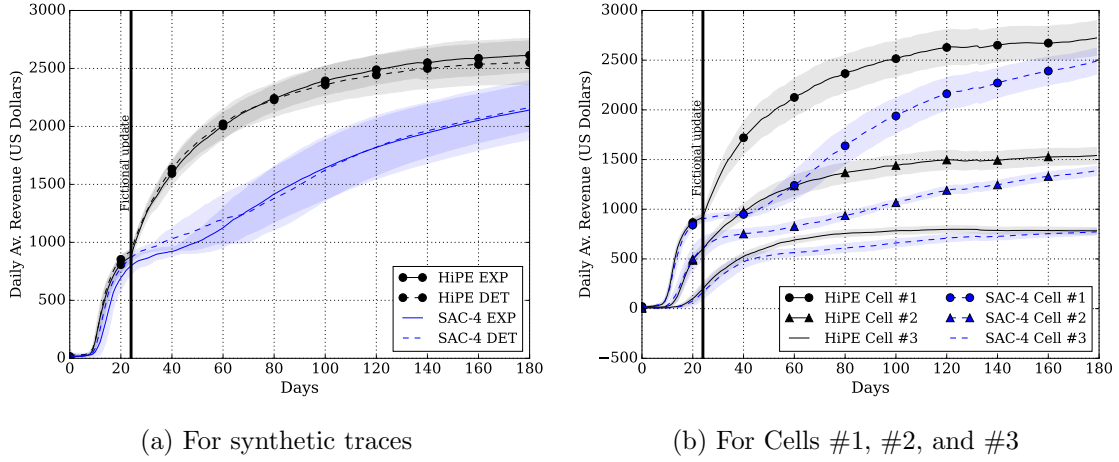 3000
2500
2000
1500
1000
500
0
Daily Av. Revenue (US Dollars)
Fictional update
HiPE EXP
HiPE DET
SAC-4 EXP
SAC-4 DET
0 20 40 60 80 100 120 140 160 180
Days
(a) For synthetic traces
3000
2500
2000
1500
1000
500
0
−500
Daily Av. Revenue (US Dollars)
Fictional update
HiPE Cell #1 SAC-4 Cell #1
HiPE Cell #2 SAC-4 Cell #2
HiPE Cell #3 SAC-4 Cell #3
0 20 40 60 80 100 120 140 160 180
Days
(b) For Cells #1, #2, and #3